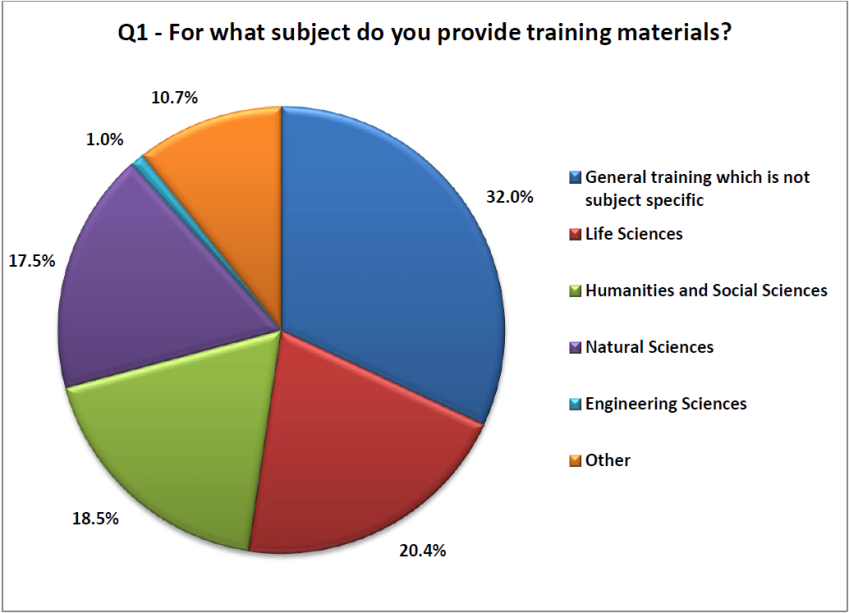 Q1 - For what subject do you provide training materials?
10.7%
1.0%
32.0%
17.5%
18.5%
20.4%
General training which is not
subject specific
Life Sciences
Humanities and Social Sciences
Natural Sciences
Engineering Sciences
Other